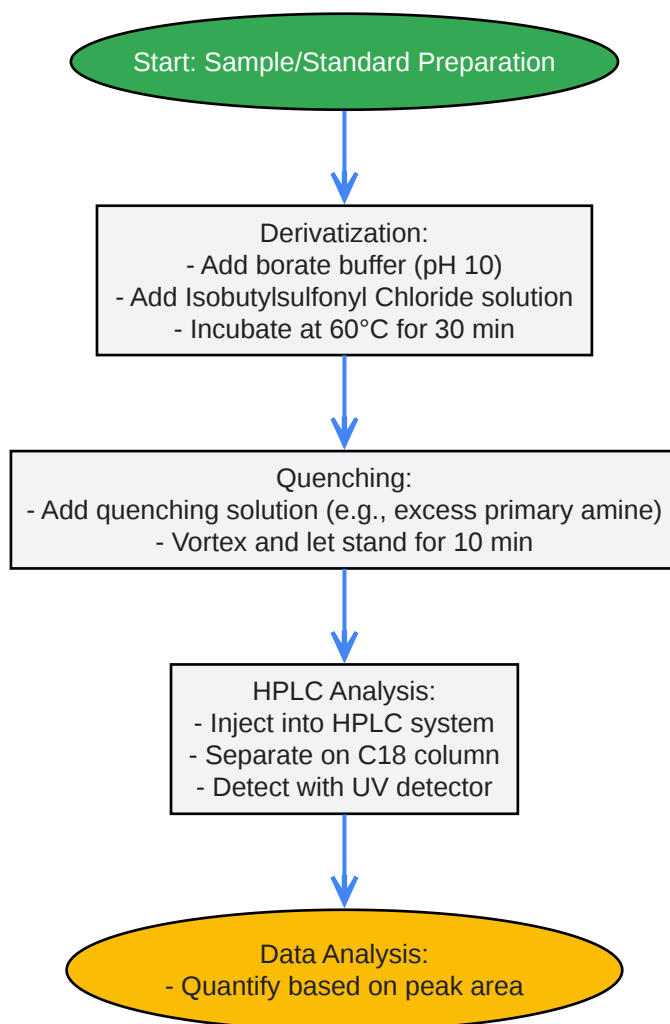 Start: Sample/Standard Preparation
Derivatization:
- Add borate buffer (pH 10)
- Add Isobutylsulfonyl Chloride solution
- Incubate at 60°C for 30 min
Quenching:
- Add quenching solution (e.g., excess primary amine)
- Vortex and let stand for 10 min
HPLC Analysis:
- Inject into HPLC system
- Separate on C18 column
- Detect with UV detector
Data Analysis:
- Quantify based on peak area